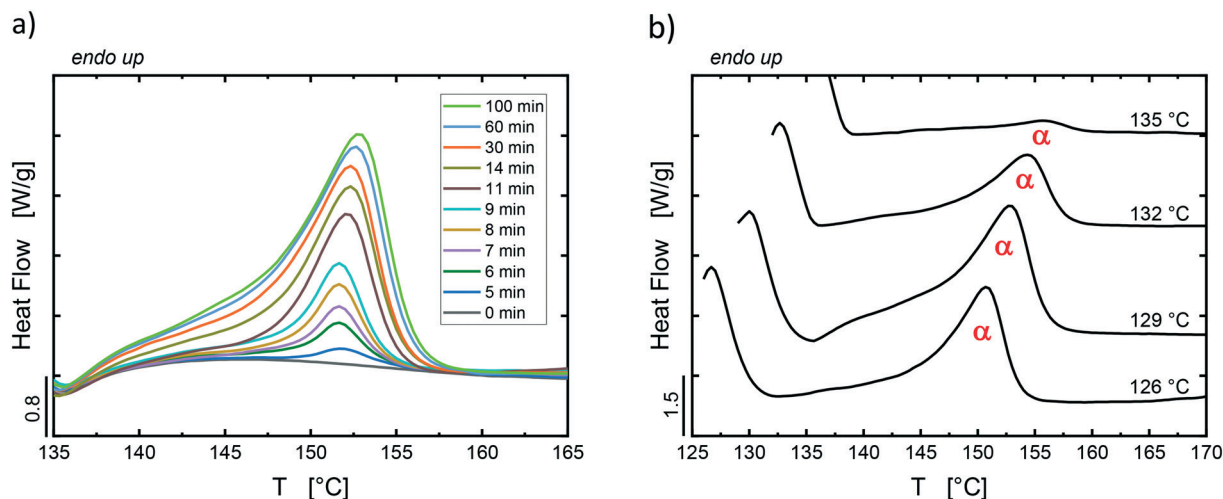 a)
endo up
Heat Flow [W/g]
0.8
100 min
60 min
30 min
14 min
11 min
9 min
8 min
7 min
6 min
5 min
0 min
135 140 145 150 155 160 165
T [°C]
b)
endo up
Heat Flow [W/g]
1.5
135 °C
α
132 °C
α
129 °C
α
126 °C
α
125 130 135 140 145 150 155 160 165 170
T [°C]